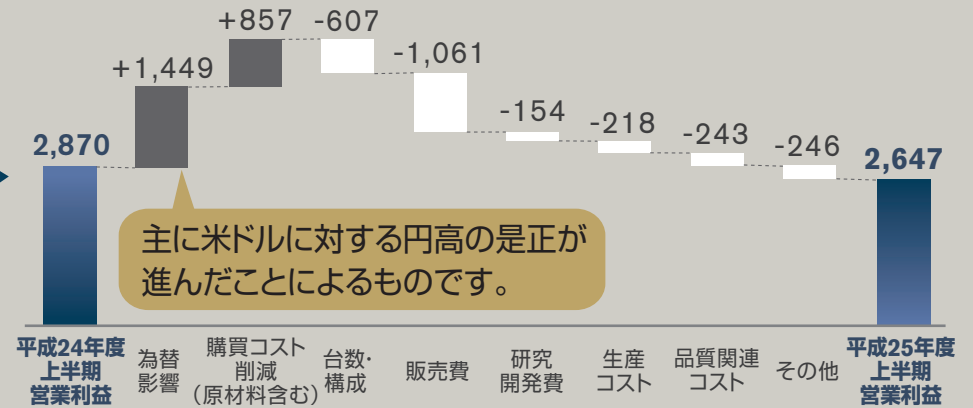 2,870
+1,449
+857
-607
-1,061
-154
-218
-243
-246
2,647
主に米ドルに対する円高の是正が
進んだことによるものです。
平成24年度
上半期
営業利益
為替
影響
購買コスト
削減
(原材料含む)
台数・
構成
販売費
研究
開発費
生産
コスト
品質関連
コスト
その他
平成25年度
上半期
営業利益